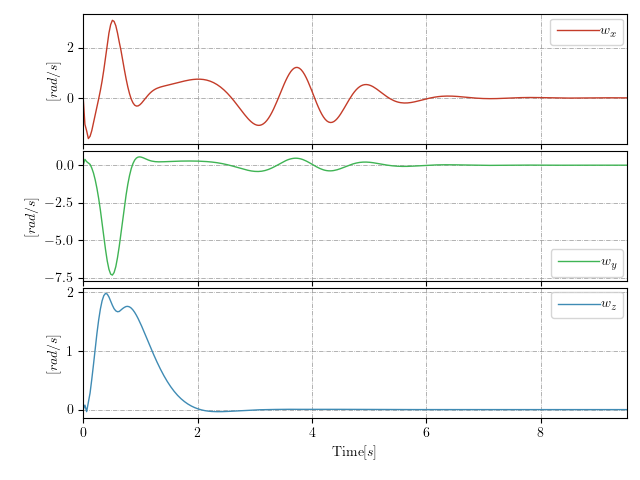 w_x
2
0
[rad/s]
w_y
0.0
−2.5
−5.0
−7.5
[rad/s]
w_z
2
1
0
[rad/s]
0 2 4 6 8
Time[s]